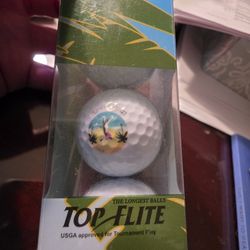 THE LONGEST BALLS
TOP FLITE
USGA approved for Tournament Play